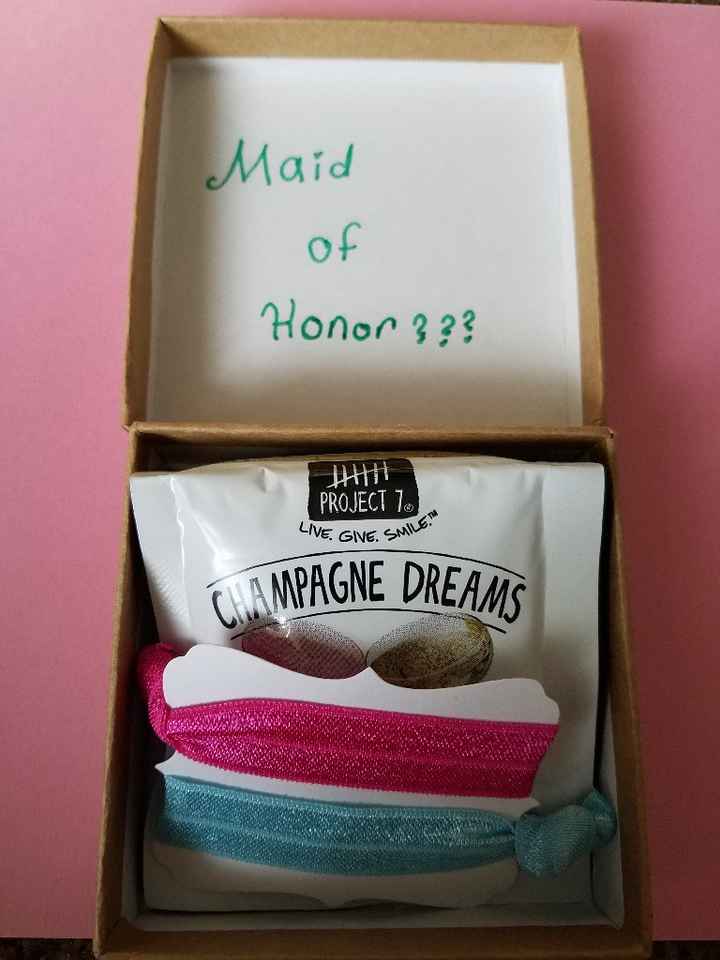 Maid
of
Honor???
PROJECT 7®
LIVE. GIVE. SMILE.™
CHAMPAGNE DREAMS